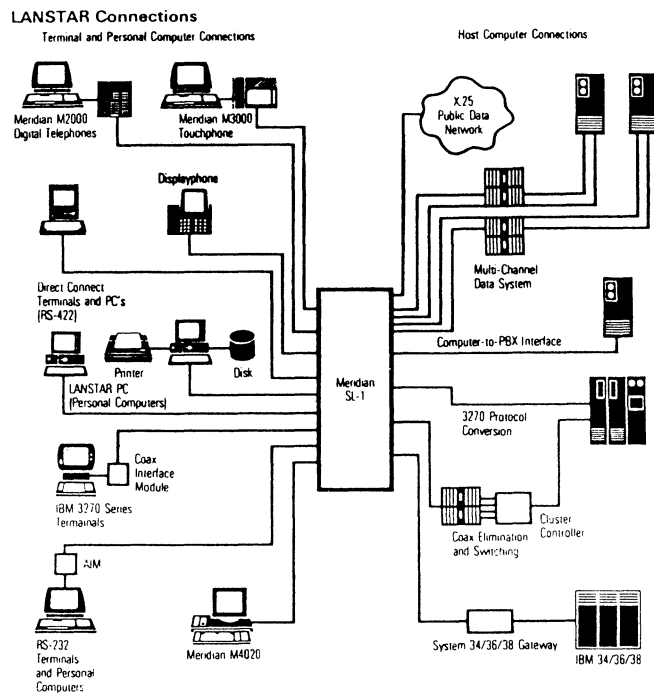 LANSTAR Connections
Terminal and Personal Computer Connections
Host Computer Connections
Meridian M2000
Digital Telephones
Meridian M3000
Touchphone
X.25
Public Data
Network
Displayphone
Multi-Channel
Data System
Direct Connect
Terminals and PC's
(RS-422)
Computer-to-PBX Interface
Printer
Disk
LANSTAR PC
(Personal Computers)
Meridian
SL-1
3270 Protocol
Conversion
Coax
Interface
Module
IBM 3270 Series
Termainals
Coax Elimination
and Switching
Cluster
Controller
AIM
RS-232
Terminals
and Personal
Computers
Meridian M4020
System 34/36/38 Gateway
IBM 34/36/38